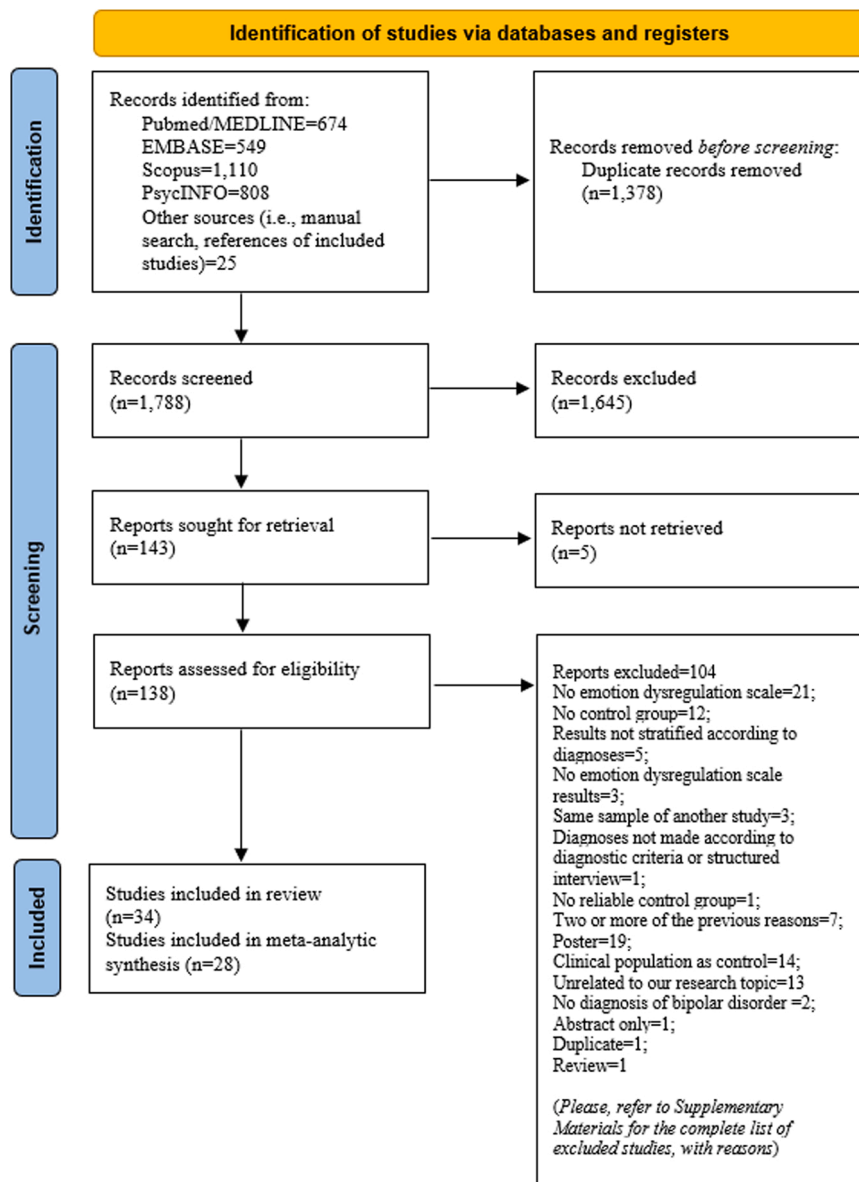 Identification of studies via databases and registers
Identification
Records identified from:
Pubmed/MEDLINE=674
EMBASE=549
Scopus=1,110
PsycINFO=808
Other sources (i.e., manual
search, references of included
studies)=25
Records removed before screening:
Duplicate records removed
(n=1,378)
Screening
Records screened
(n=1,788)
Records excluded
(n=1,645)
Reports sought for retrieval
(n=143)
Reports not retrieved
(n=5)
Reports assessed for eligibility
(n=138)
Reports excluded=104
No emotion dysregulation scale=21;
No control group=12;
Results not stratified according to
diagnoses=5;
No emotion dysregulation scale
results=3;
Same sample of another study=3;
Diagnoses not made according to
diagnostic criteria or structured
interview=1;
No reliable control group=1;
Two or more of the previous reasons=7;
Poster=19;
Clinical population as control=14;
Unrelated to our research topic=13
No diagnosis of bipolar disorder =2;
Abstract only=1;
Duplicate=1;
Review=1
(Please, refer to Supplementary
Materials for the complete list of
excluded studies, with reasons)
Included
Studies included in review
(n=34)
Studies included in meta-analytic
synthesis (n=28)